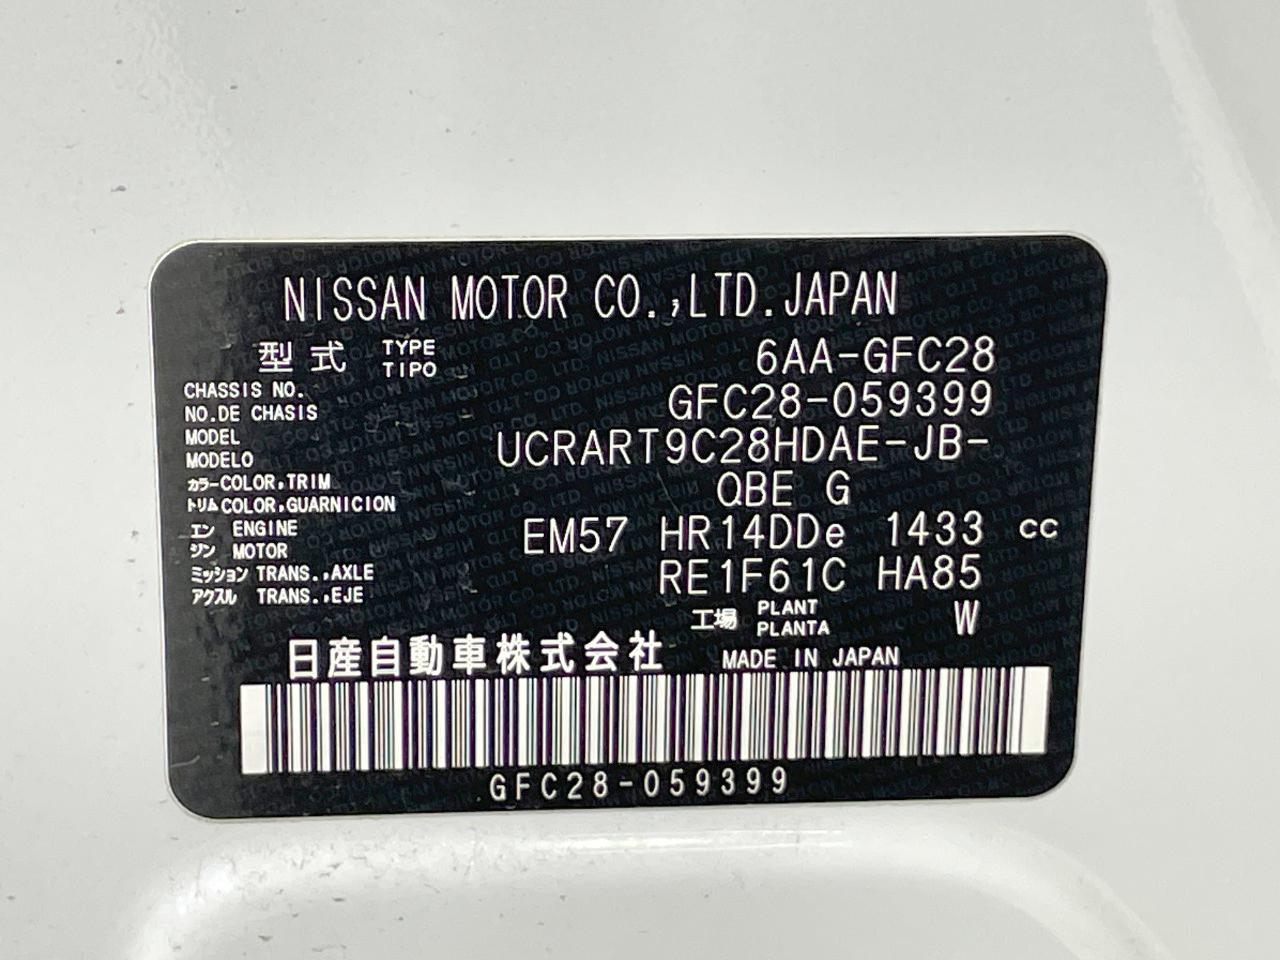 NISSAN MOTOR CO.,LTD.JAPAN
型式 TYPE TIPO 6AA-GFC28
CHASSIS NO. NO.DE CHASIS GFC28-059399
MODEL MODELO UCRART9C28HDAE-JB-
カラー COLOR,TRIM トリム COLOR,GUARNICION QBE G
エンジン ENGINE MOTOR EM57 HR14DDe 1433 cc
ミッション TRANS.,AXLE アクスル TRANS.,EJE RE1F61C HA85
工場 PLANT PLANTA W
日産自動車株式会社 MADE IN JAPAN
GFC28-059399